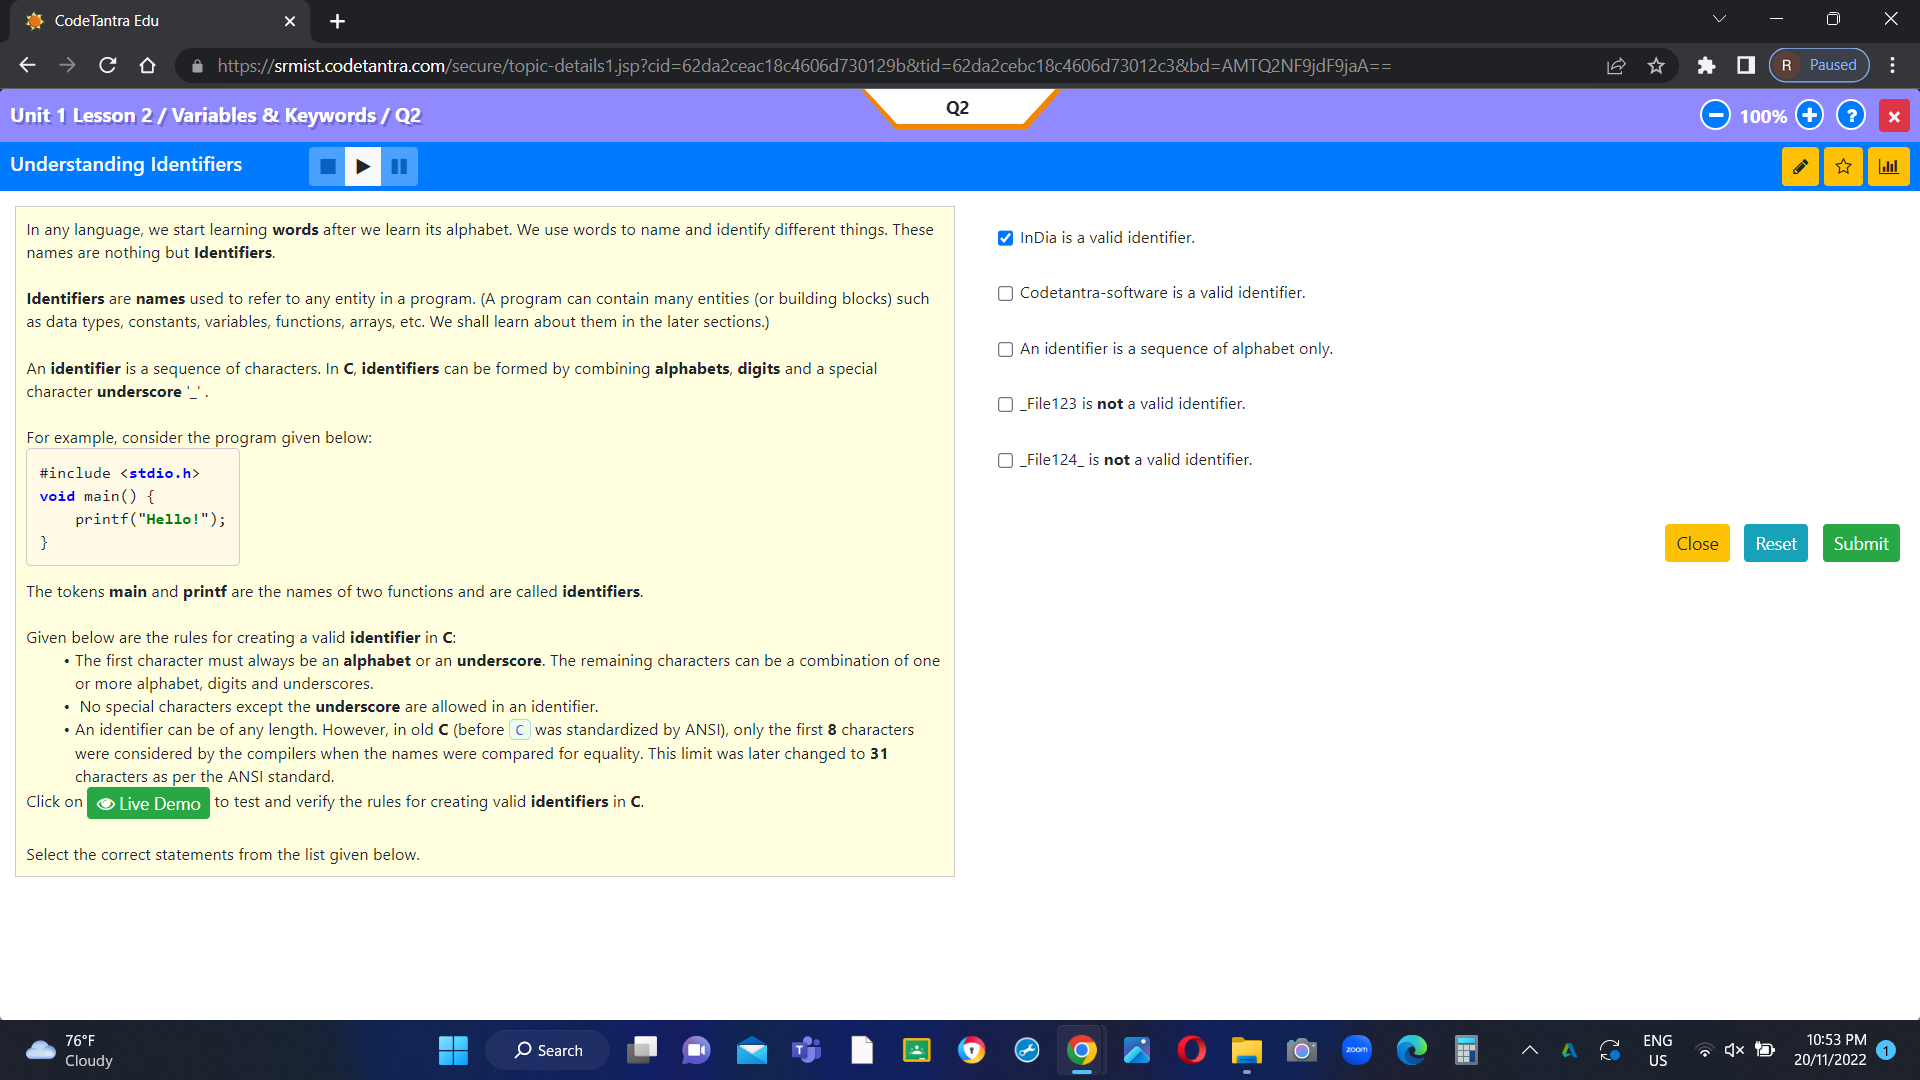 CodeTantra Edu
https://srmist.codetantra.com/secure/topic-details1.jsp?cid=62da2ceac18c4606d730129b&tid=62da2cebc18c4606d73012c3&bd=AMTQ2NF9jdF9jaA==
R Paused
Unit 1 Lesson 2 / Variables & Keywords / Q2
Q2
100%
?
Understanding Identifiers
In any language, we start learning words after we learn its alphabet. We use words to name and identify different things. These
names are nothing but Identifiers.
Identifiers are names used to refer to any entity in a program. (A program can contain many entities (or building blocks) such
as data types, constants, variables, functions, arrays, etc. We shall learn about them in the later sections.)
An identifier is a sequence of characters. In C, identifiers can be formed by combining alphabets, digits and a special
character underscore '_' .
For example, consider the program given below:
#include <stdio.h>
void main() {
    printf("Hello!");
}
The tokens main and printf are the names of two functions and are called identifiers.
Given below are the rules for creating a valid identifier in C:
• The first character must always be an alphabet or an underscore. The remaining characters can be a combination of one
or more alphabet, digits and underscores.
• No special characters except the underscore are allowed in an identifier.
• An identifier can be of any length. However, in old C (before C was standardized by ANSI), only the first 8 characters
were considered by the compilers when the names were compared for equality. This limit was later changed to 31
characters as per the ANSI standard.
Click on Live Demo to test and verify the rules for creating valid identifiers in C.
Select the correct statements from the list given below.
InDia is a valid identifier.
Codetantra-software is a valid identifier.
An identifier is a sequence of alphabet only.
_File123 is not a valid identifier.
_File124_ is not a valid identifier.
Close Reset Submit
76°F
Cloudy
Search
zoom
ENG
US
10:53 PM
20/11/2022
1